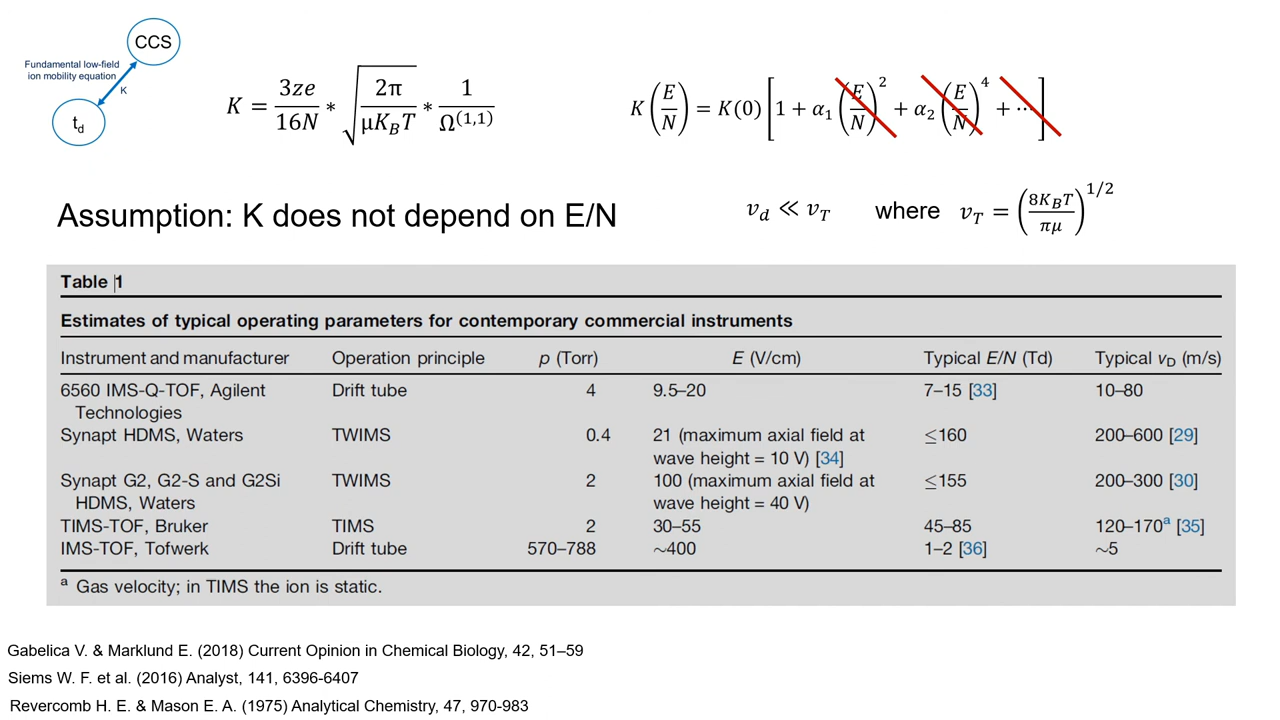 CCS
Fundamental low-field
ion mobility equation
K
td
K = 3ze/16N * √(2π/μK_BT) * 1/Ω^(1,1)
K(E/N) = K(0) [1 + α₁(E/N)² + α₂(E/N)⁴ + ⋯]
Assumption: K does not depend on E/N
v_d ≪ v_T where v_T = (8K_BT/πμ)^1/2
Table 1
Estimates of typical operating parameters for contemporary commercial instruments
Instrument and manufacturer Operation principle p (Torr) E (V/cm) Typical E/N (Td) Typical vD (m/s)
6560 IMS-Q-TOF, Agilent Drift tube 4 9.5–20 7–15 [33] 10–80
Technologies
Synapt HDMS, Waters TWIMS 0.4 21 (maximum axial field at ≤160 200–600 [29]
wave height = 10 V) [34]
Synapt G2, G2-S and G2Si TWIMS 2 100 (maximum axial field at ≤155 200–300 [30]
HDMS, Waters wave height = 40 V)
TIMS-TOF, Bruker TIMS 2 30–55 45–85 120–170a [35]
IMS-TOF, Tofwerk Drift tube 570–788 ~400 1–2 [36] ~5
a Gas velocity; in TIMS the ion is static.
Gabelica V. & Marklund E. (2018) Current Opinion in Chemical Biology, 42, 51–59
Siems W. F. et al. (2016) Analyst, 141, 6396-6407
Revercomb H. E. & Mason E. A. (1975) Analytical Chemistry, 47, 970-983